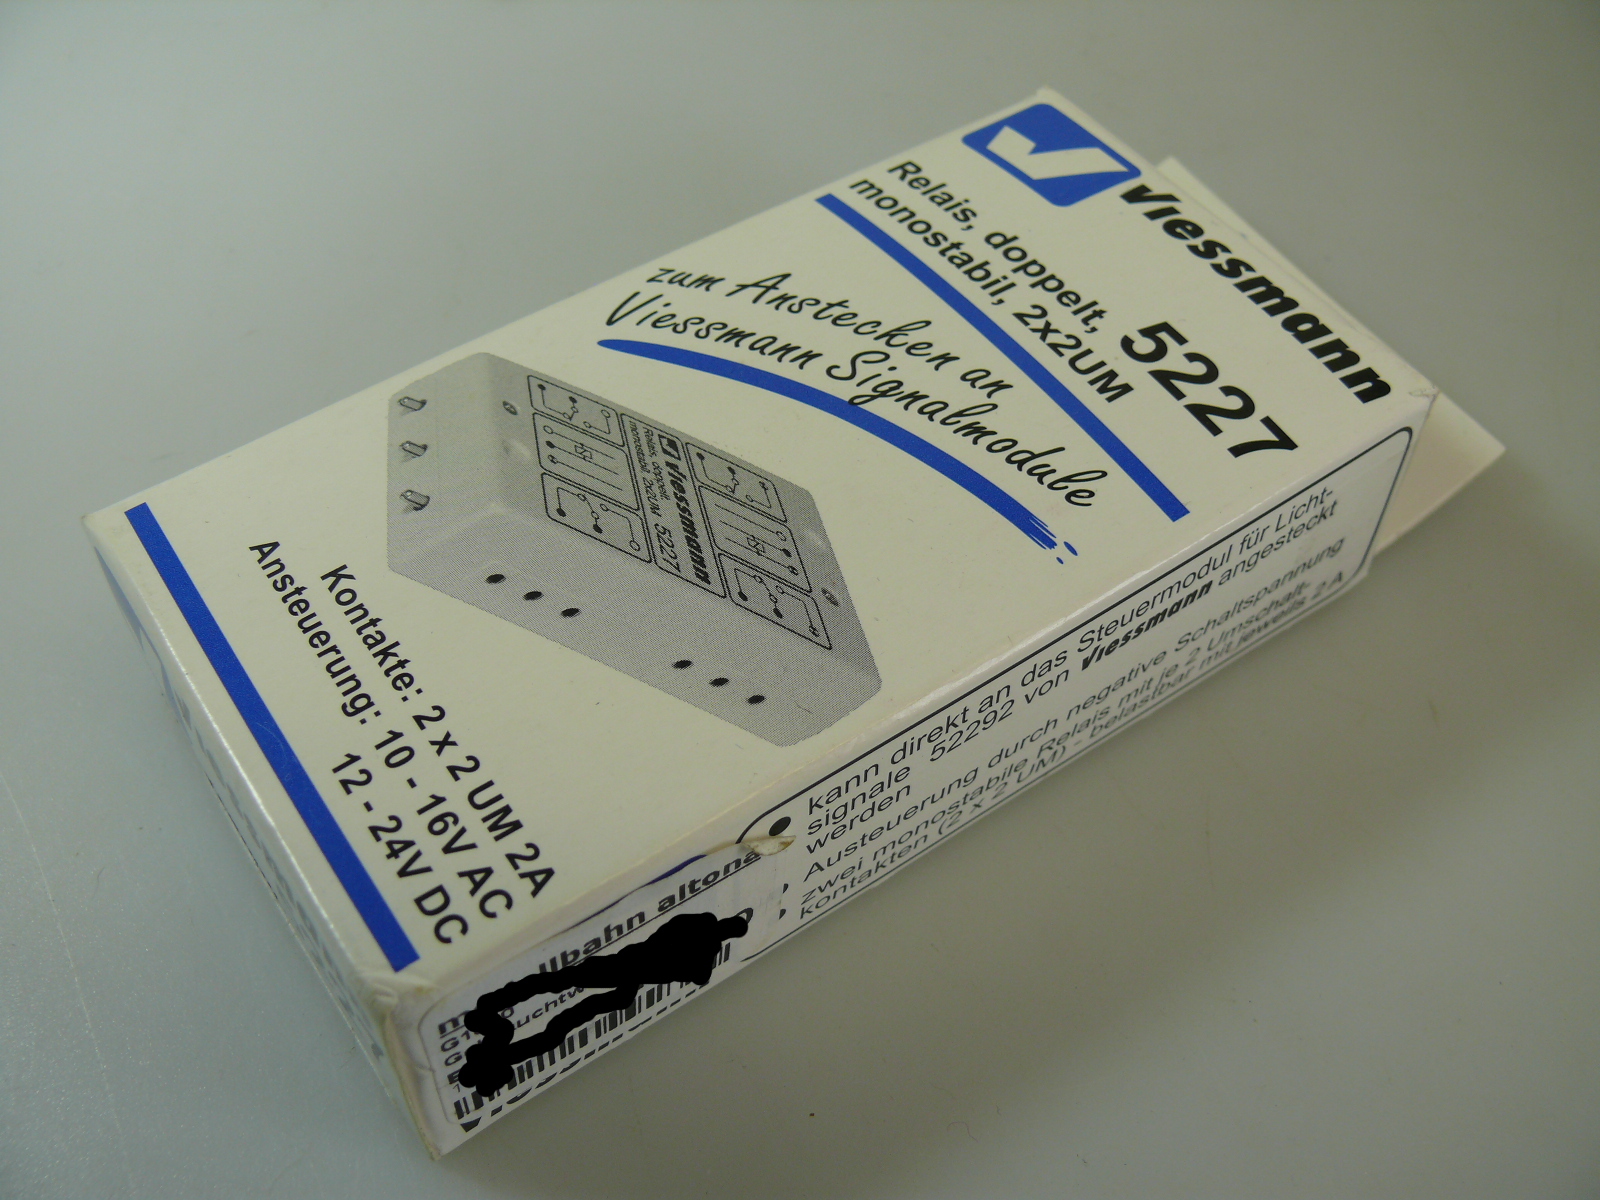 Viessmann
Relais, doppelt,
monostabil, 2x2UM
5227
zum Anstecken an
Viessmann Signalmodule
Viessmann
Relais, doppelt,
monostabil 2x2UM
5227
Kontakte: 2 x 2 UM 2A
Ansteuerung: 10 - 16V AC
12 - 24V DC
● kann direkt an das Steuermodul für Licht-
signale 52292 von Viessmann angesteckt
werden
Austeuerung durch negative Schaltspannung
zwei monostabile Relais mit je 2 Umschalt-
kontakten (2 x 2 UM) - belastbar mit jeweils 2A
altona